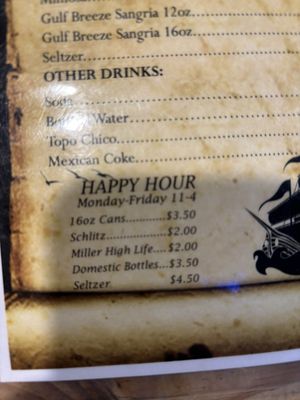 Gulf Breeze Sangria 12oz..............
Gulf Breeze Sangria 16oz..............
Seltzer..............
OTHER DRINKS:
Soda..............
Water..............
Topo Chico..............
Mexican Coke..............
HAPPY HOUR
Monday-Friday 11-4
16oz Cans............$3.50
Schlitz..................$2.00
Miller High Life....$2.00
Domestic Bottles...$3.50
Seltzer $4.50